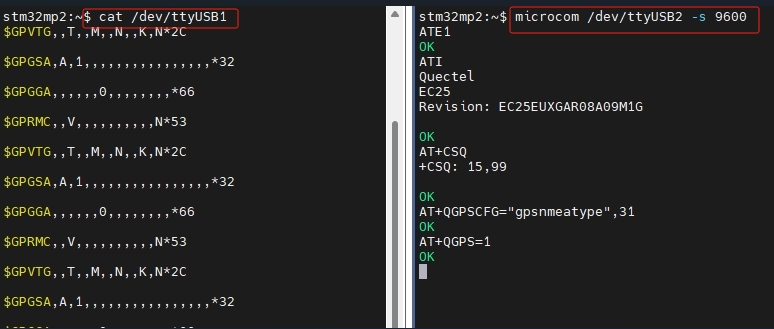 stm32mp2:~$ cat /dev/ttyUSB1
$GPVTG,,T,,M,,N,,K,N*2C
$GPGSA,A,1,,,,,,,,,,,,,,,,*32
$GPGGA,,,,,,0,,,,,,,,*66
$GPRMC,,V,,,,,,,,,,N*53
$GPVTG,,T,,M,,N,,K,N*2C
$GPGSA,A,1,,,,,,,,,,,,,,,,*32
$GPGGA,,,,,,0,,,,,,,,*66
$GPRMC,,V,,,,,,,,,,N*53
$GPVTG,,T,,M,,N,,K,N*2C
$GPGSA,A,1,,,,,,,,,,,,,,,,*32
stm32mp2:~$ microcom /dev/ttyUSB2 -s 9600
ATE1
OK
ATI
Quectel
EC25
Revision: EC25EUXGAR08A09M1G
OK
AT+CSQ
+CSQ: 15,99
OK
AT+QGPSCFG="gpsnmeatype",31
OK
AT+QGPS=1
OK